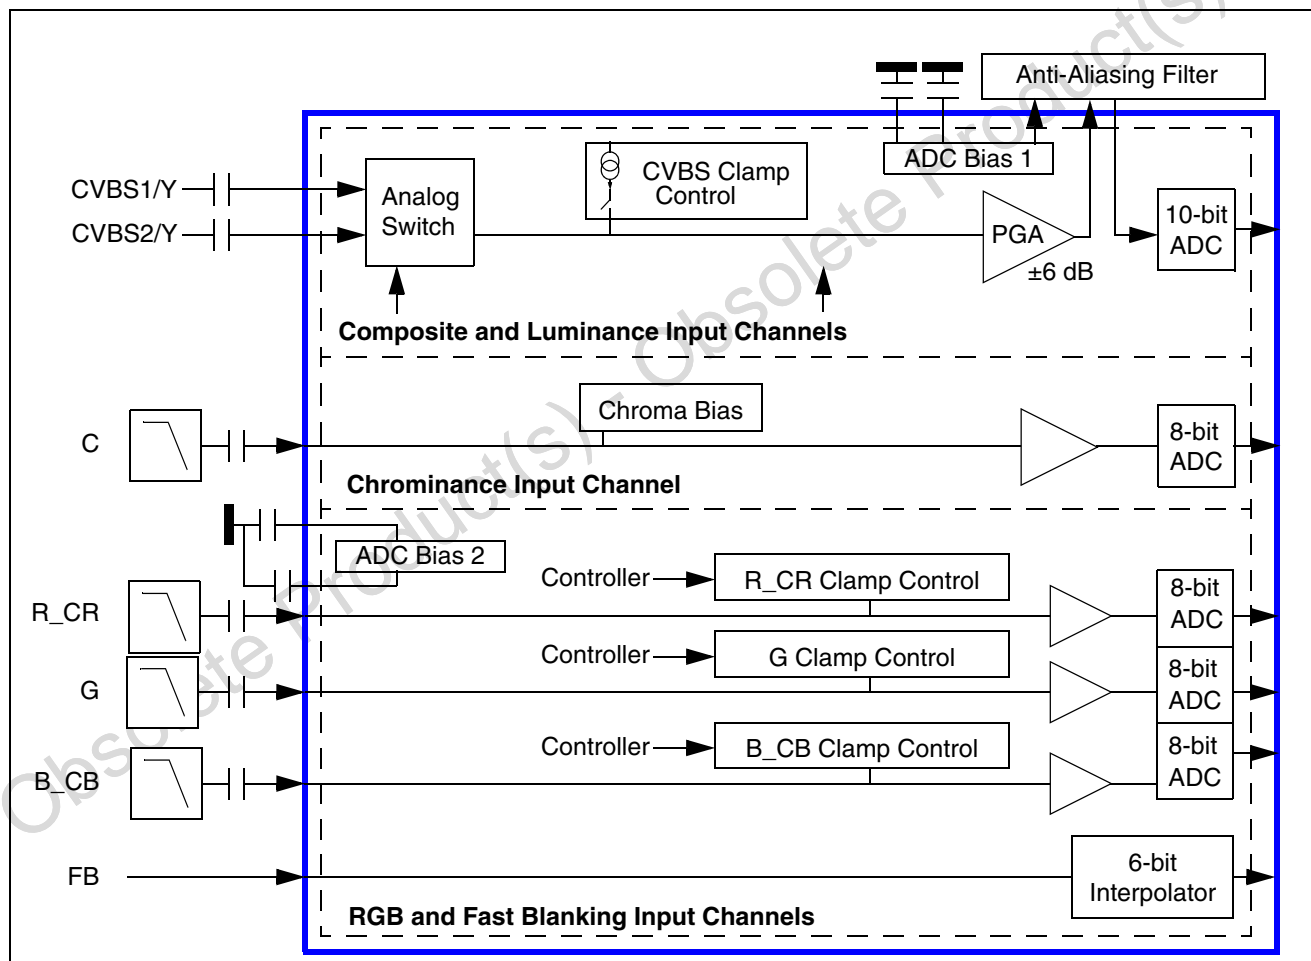 Anti-Aliasing Filter
ADC Bias 1
CVBS Clamp
Control
CVBS1/Y
CVBS2/Y
Analog
Switch
PGA
±6 dB
10-bit
ADC
Composite and Luminance Input Channels
Chroma Bias
C
8-bit
ADC
Chrominance Input Channel
ADC Bias 2
R_CR
Controller
R_CR Clamp Control
8-bit
ADC
G
Controller
G Clamp Control
8-bit
ADC
B_CB
Controller
B_CB Clamp Control
8-bit
ADC
FB
6-bit
Interpolator
RGB and Fast Blanking Input Channels
Obsolete Product(s) - Obsolete Product(s)